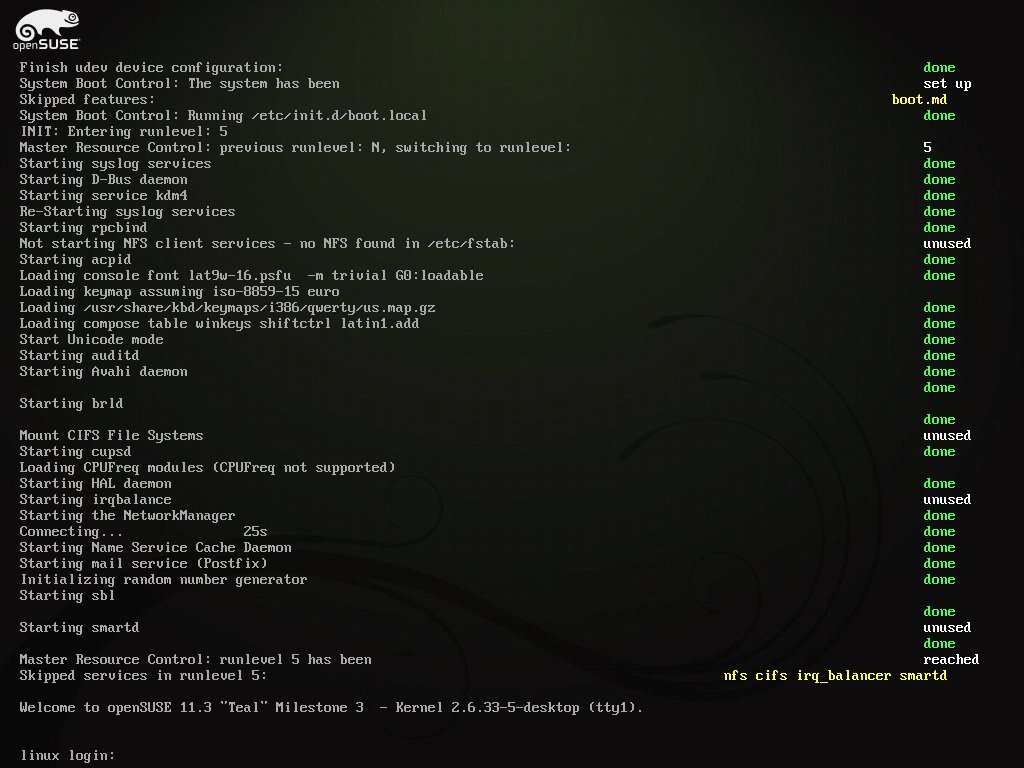 openSUSE
Finish udev device configuration: done
System Boot Control: The system has been set up
Skipped features: boot.md
System Boot Control: Running /etc/init.d/boot.local done
INIT: Entering runlevel: 5
Master Resource Control: previous runlevel: N, switching to runlevel: 5
Starting syslog services done
Starting D-Bus daemon done
Starting service kdm4 done
Re-Starting syslog services done
Starting rpcbind done
Not starting NFS client services - no NFS found in /etc/fstab: unused
Starting acpid done
Loading console font lat9w-16.psfu  -m trivial G0:loadable done
Loading keymap assuming iso-8859-15 euro
Loading /usr/share/kbd/keymaps/i386/qwerty/us.map.gz done
Loading compose table winkeys shiftctrl latin1.add done
Start Unicode mode done
Starting auditd done
Starting Avahi daemon done
done
Starting brld
done
Mount CIFS File Systems unused
Starting cupsd done
Loading CPUFreq modules (CPUFreq not supported)
Starting HAL daemon done
Starting irqbalance unused
Starting the NetworkManager done
Connecting... 25s done
Starting Name Service Cache Daemon done
Starting mail service (Postfix) done
Initializing random number generator done
Starting sbl
done
Starting smartd unused
done
Master Resource Control: runlevel 5 has been reached
Skipped services in runlevel 5: nfs cifs irq_balancer smartd
Welcome to openSUSE 11.3 "Teal" Milestone 3  - Kernel 2.6.33-5-desktop (tty1).
linux login: